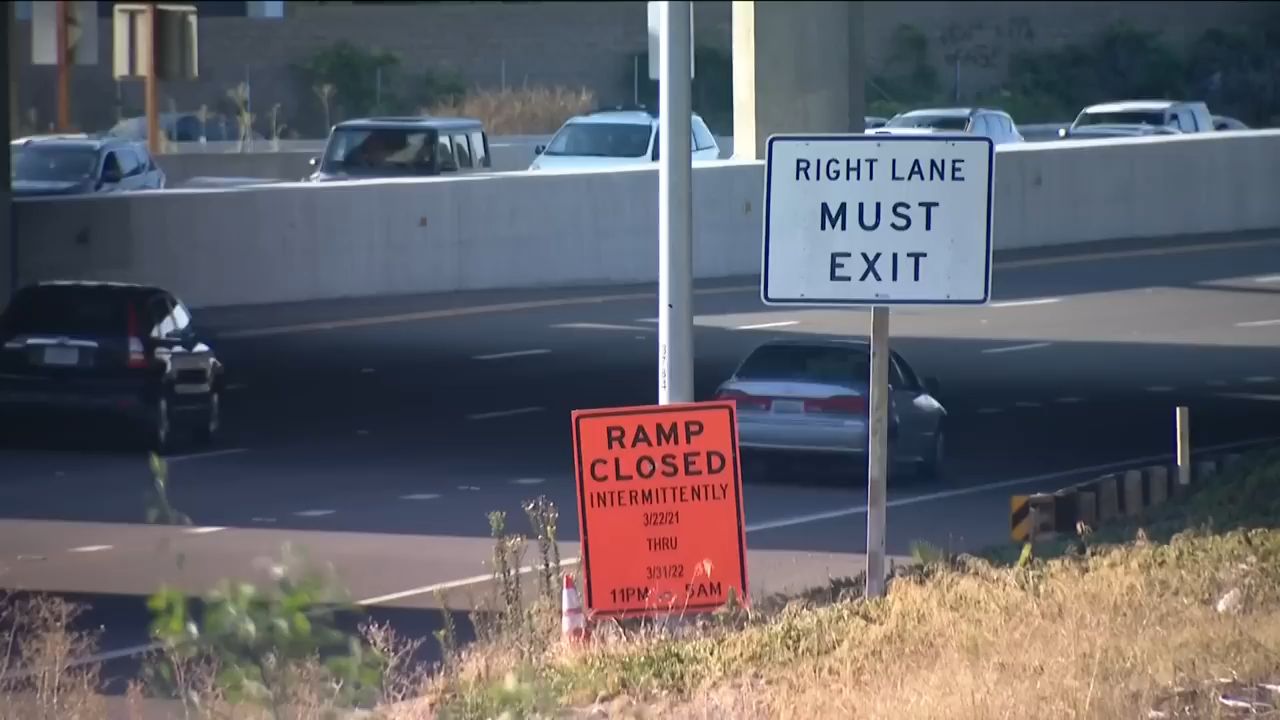 RIGHT LANE
MUST
EXIT
RAMP
CLOSED
INTERMITTENTLY
3/22/21
THRU
3/31/22
11PM 5AM